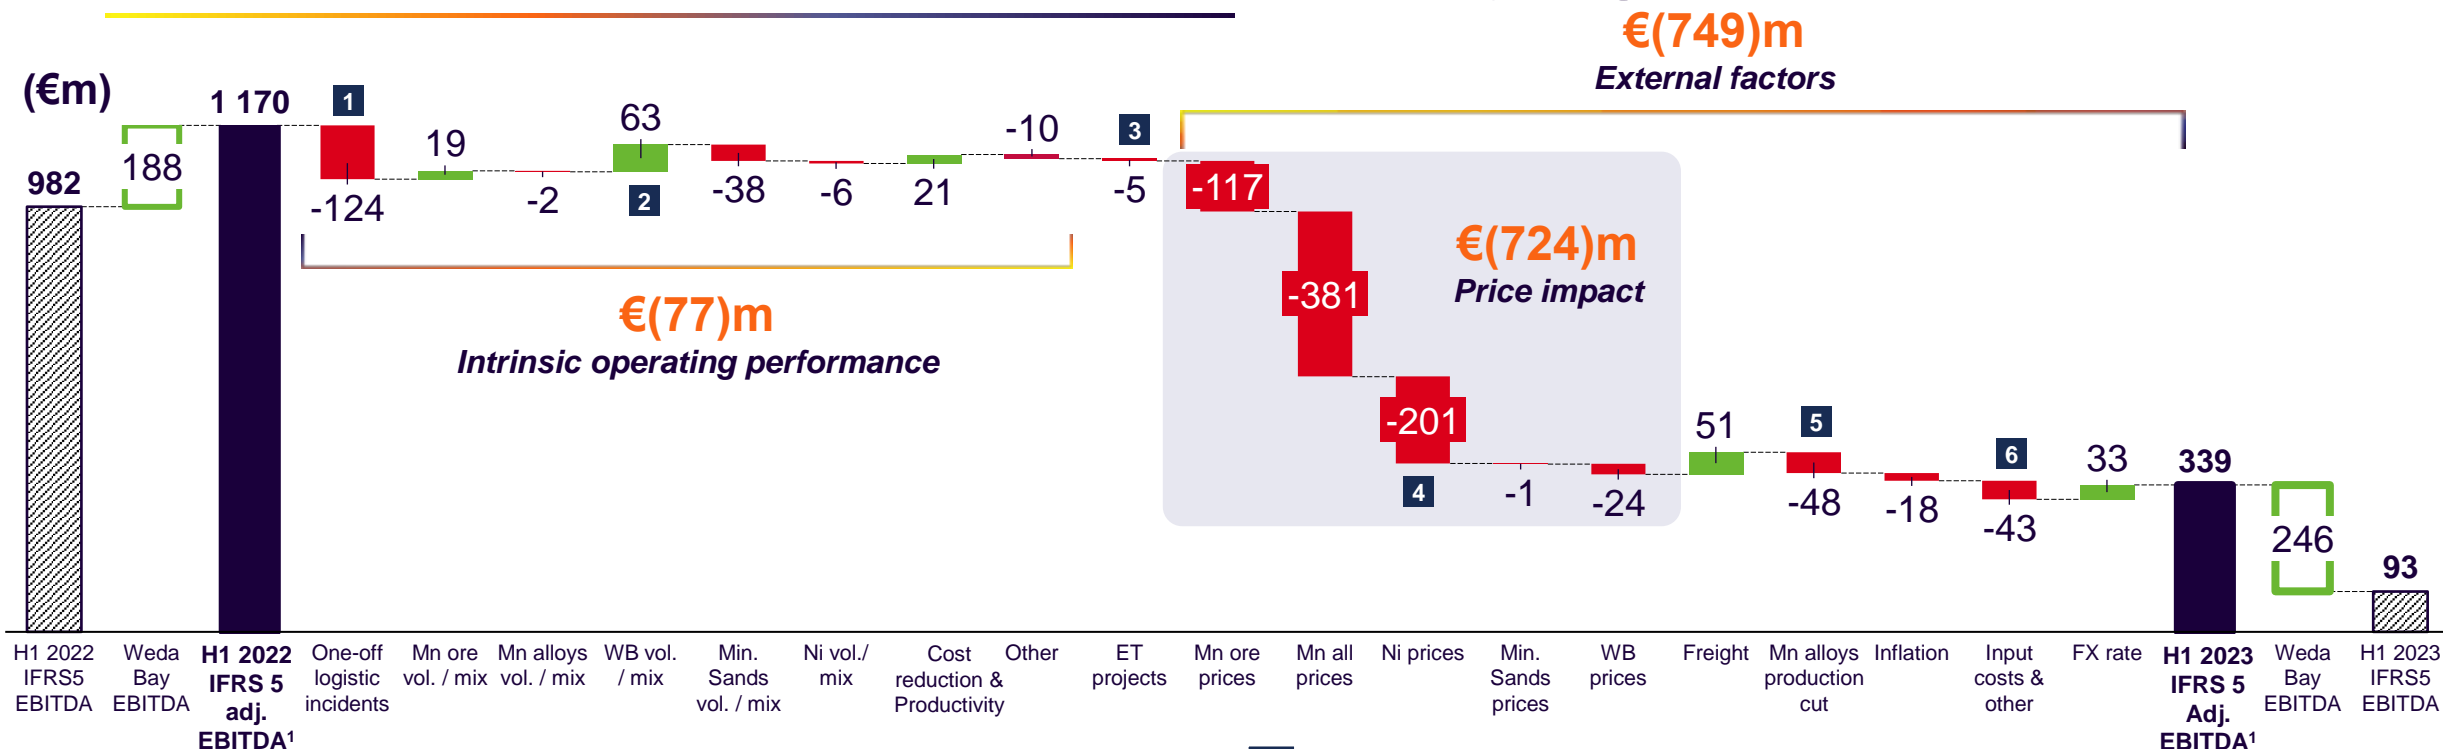 €(749)m
External factors
(€m)
982
188
1 170
1
-124
19
-2
63
2
-38
-6
21
-10
3
-5
€(77)m
Intrinsic operating performance
-117
-381
-201
4
-1
-24
€(724)m
Price impact
51
5
-48
-18
6
-43
33
339
246
93
H1 2022
IFRS5
EBITDA
Weda
Bay
EBITDA
H1 2022
IFRS 5
adj.
EBITDA¹
One-off
logistic
incidents
Mn ore
vol. / mix
Mn alloys
vol. / mix
WB vol.
/ mix
Min.
Sands
vol. / mix
Ni vol./
mix
Cost
reduction &
Productivity
Other
ET
projects
Mn ore
prices
Mn all
prices
Ni prices
Min.
Sands
prices
WB
prices
Freight
Mn alloys
production
cut
Inflation
Input
costs &
other
FX rate
H1 2023
IFRS 5
Adj.
EBITDA¹
Weda
Bay
EBITDA
H1 2023
IFRS5
EBITDA